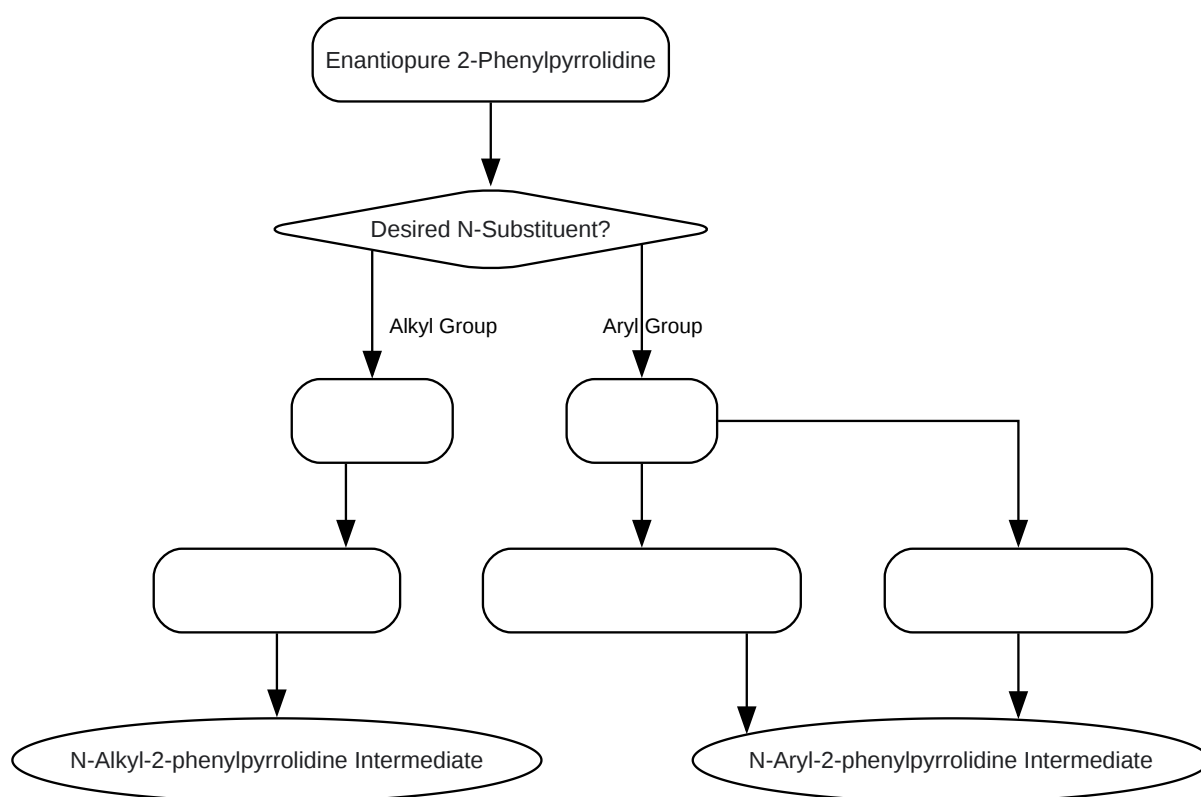 Enantiopure 2-Phenylpyrrolidine
Desired N-Substituent?
Alkyl Group
Aryl Group
N-Alkyl-2-phenylpyrrolidine Intermediate
N-Aryl-2-phenylpyrrolidine Intermediate